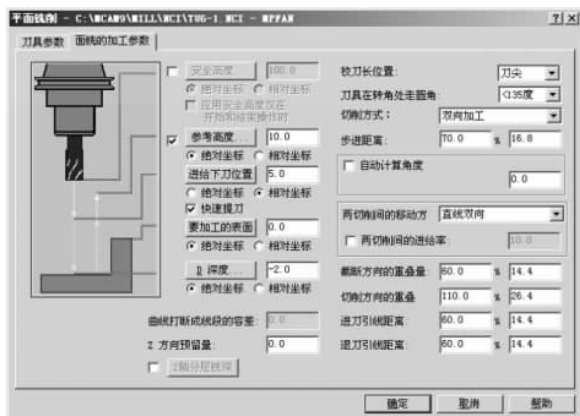 平面铣削 - C:\MCAM9\MILL\NCI\TUG-1.NCI - MPFAN
刀具参数 面铣的加工参数
安全高度... 100.0
绝对坐标 相对坐标
应用安全高度仅在
开始和结束操作时
参考高度... 10.0
绝对坐标 相对坐标
进给下刀位置 5.0
绝对坐标 相对坐标
快速提刀
要加工的表面 0.0
绝对坐标 相对坐标
深度... -2.0
绝对坐标 相对坐标
曲线打断成线段的容差: 0.0
Z 方向预留量: 0.0
Z轴分层铣深
校刀长位置: 刀尖
刀具在转角处走圆角: <135度
切削方式: 双向加工
步进距离: 70.0 % 16.8
自动计算角度
0.0
两切削间的移动方 直线双向
两切削间的进给率: 10.0
截断方向的重叠量: 60.0 % 14.4
切削方向的重叠 110.0 % 26.4
进刀引线距离: 60.0 % 14.4
退刀引线距离: 60.0 % 14.4
确定 取消 帮助